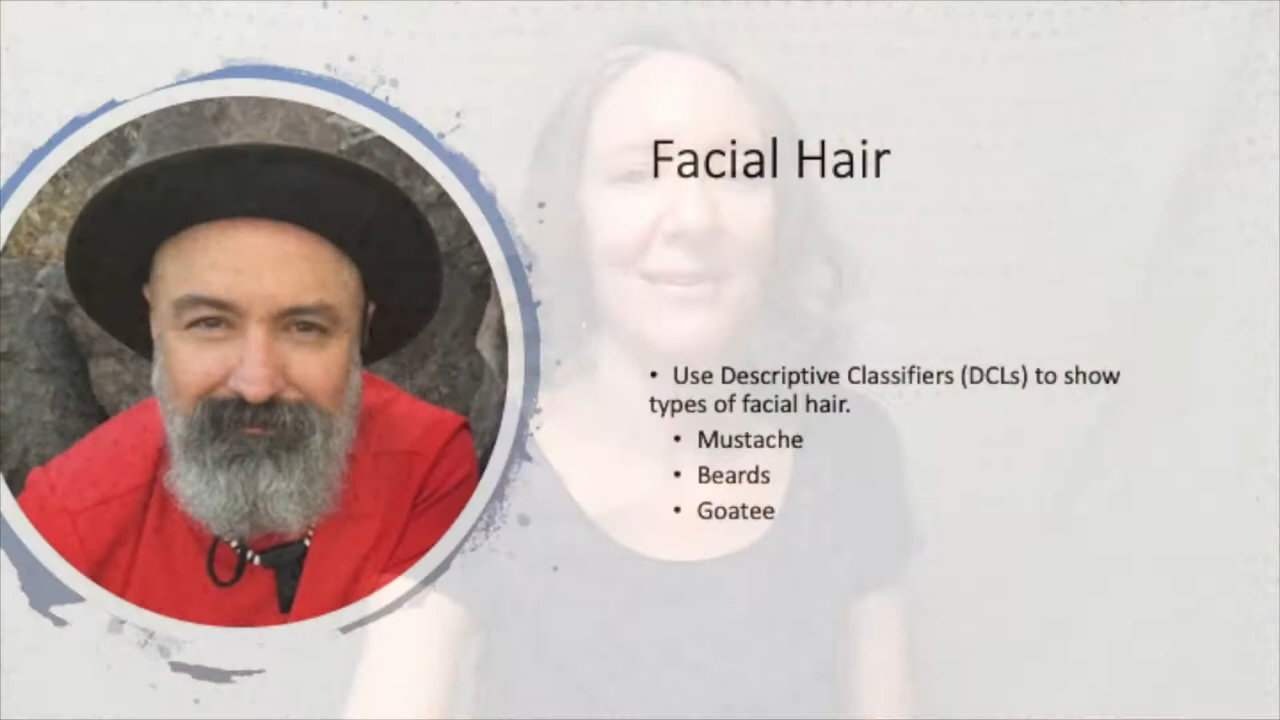 Facial Hair
• Use Descriptive Classifiers (DCLs) to show
types of facial hair.
• Mustache
• Beards
• Goatee